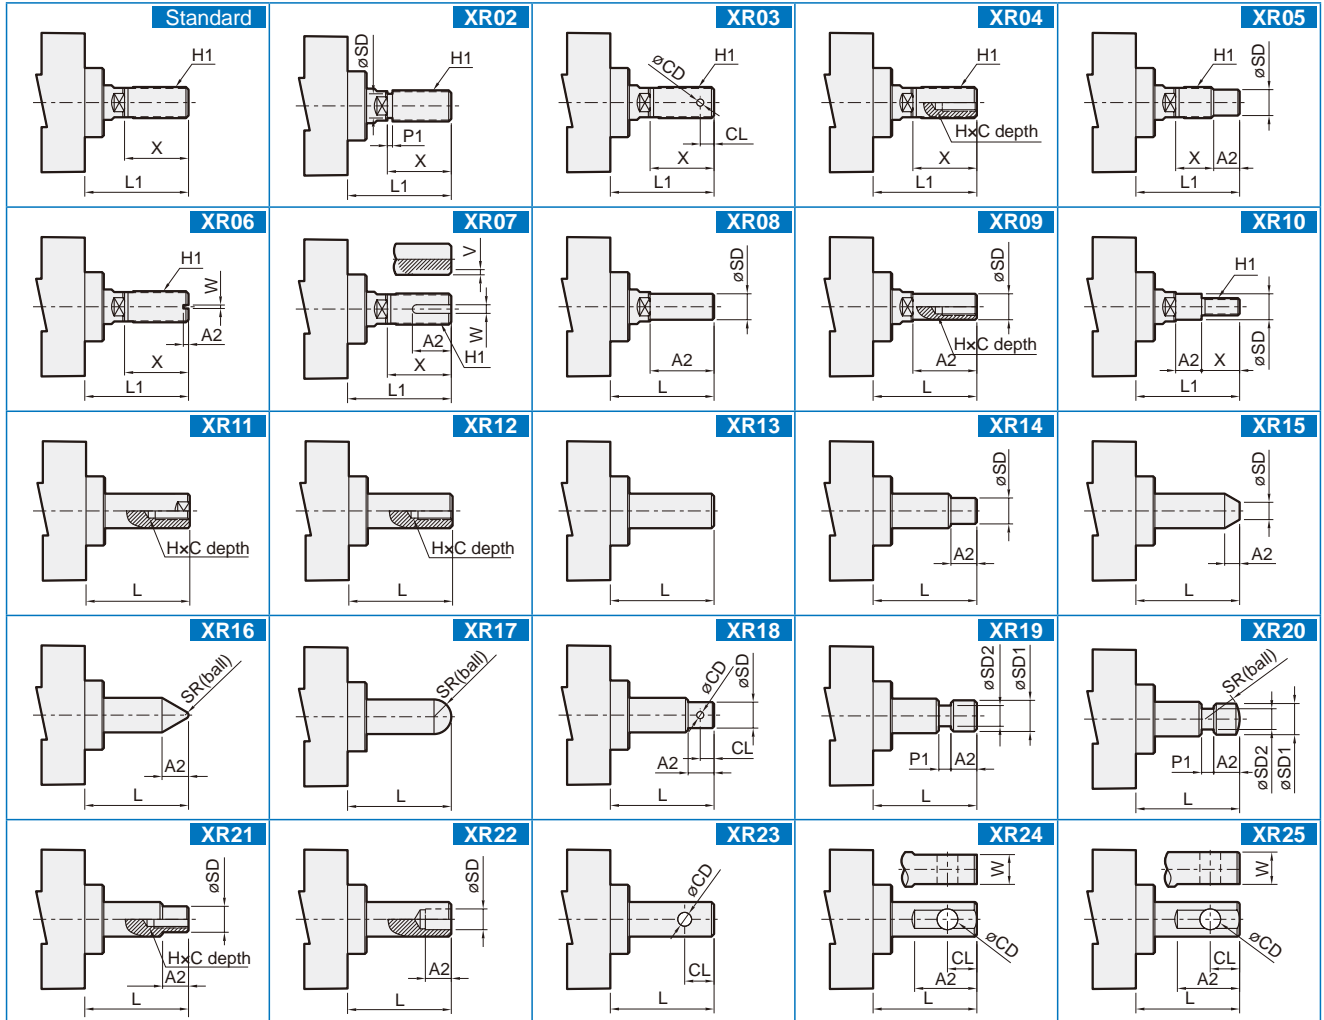 Standard
H1
X
L1
XR02
øSD
H1
P1
X
L1
XR03
øCD
H1
CL
X
L1
XR04
H1
H×C depth
X
L1
XR05
H1
øSD
X A2
L1
XR06
H1
W
A2
X
L1
XR07
V
W
A2
H1
X
L1
XR08
øSD
A2
L
XR09
øSD
H×C depth
A2
L
XR10
H1
øSD
A2 X
L1
XR11
H×C depth
L
XR12
H×C depth
L
XR13
L
XR14
øSD
A2
L
XR15
øSD
A2
L
XR16
SR(ball)
A2
L
XR17
SR(ball)
L
XR18
øCD
øSD
CL
A2
L
XR19
øSD2
øSD1
P1 A2
L
XR20
SR(ball)
P1 A2
øSD2
øSD1
L
XR21
øSD
H×C depth
A2
L
XR22
øSD
A2
L
XR23
øCD
CL
L
XR24
W
øCD
CL
A2
L
XR25
W
øCD
CL
A2
L